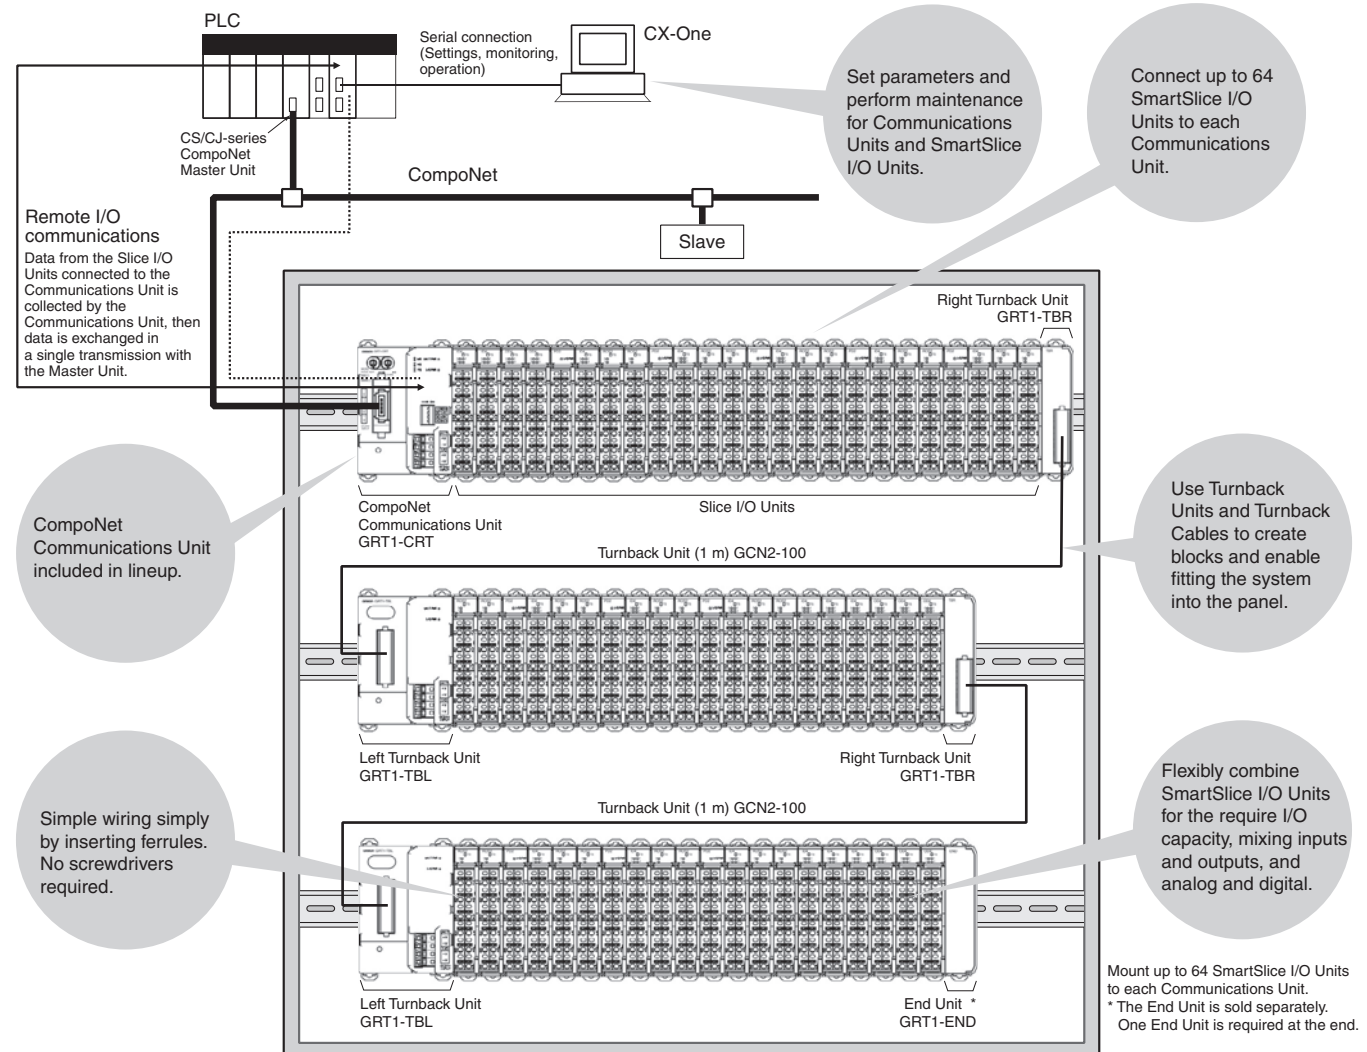 PLC
Serial connection
(Settings, monitoring,
operation)
CX-One
Set parameters and
perform maintenance
for Communications
Units and SmartSlice
I/O Units.
Connect up to 64
SmartSlice I/O
Units to each
Communications
Unit.
CS/CJ-series
CompoNet
Master Unit
CompoNet
Slave
Remote I/O
communications
Data from the Slice I/O
Units connected to the
Communications Unit is
collected by the
Communications Unit, then
data is exchanged in
a single transmission with
the Master Unit.
Right Turnback Unit
GRT1-TBR
CompoNet
Communications Unit
included in lineup.
CompoNet
Communications Unit
GRT1-CRT
Slice I/O Units
Turnback Unit (1 m) GCN2-100
Use Turnback
Units and Turnback
Cables to create
blocks and enable
fitting the system
into the panel.
Left Turnback Unit
GRT1-TBL
Right Turnback Unit
GRT1-TBR
Simple wiring simply
by inserting ferrules.
No screwdrivers
required.
Turnback Unit (1 m) GCN2-100
Flexibly combine
SmartSlice I/O Units
for the require I/O
capacity, mixing inputs
and outputs, and
analog and digital.
Left Turnback Unit
GRT1-TBL
End Unit *
GRT1-END
Mount up to 64 SmartSlice I/O Units
to each Communications Unit.
* The End Unit is sold separately.
One End Unit is required at the end.